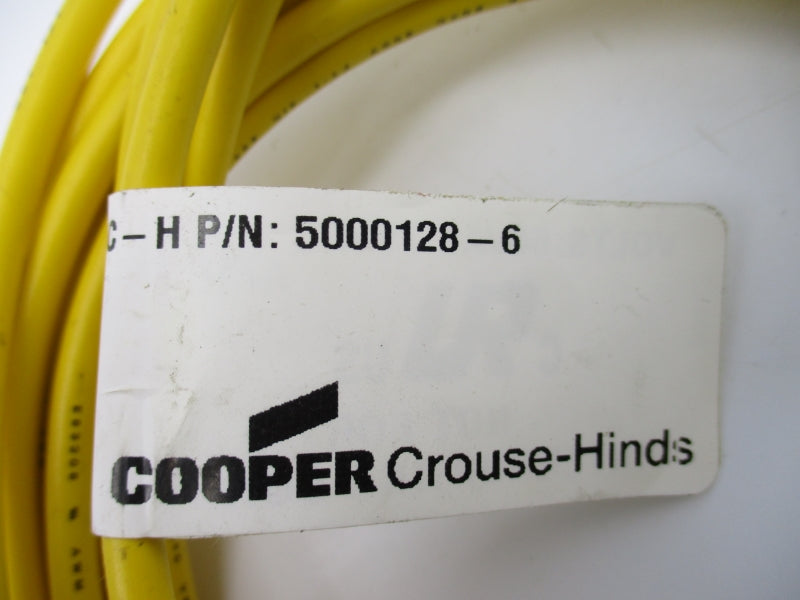 C-H P/N: 5000128-6
COOPER Crouse-Hinds